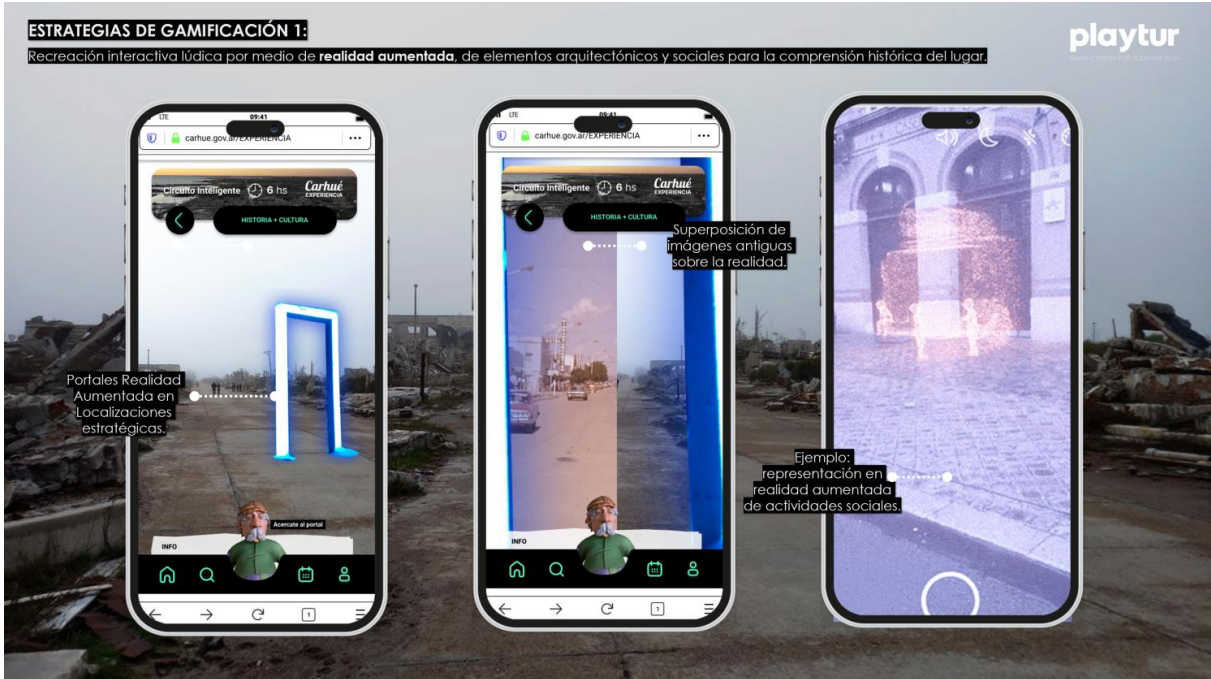 ESTRATEGIAS DE GAMIFICACIÓN 1:
Recreación interactiva lúdica por medio de realidad aumentada, de elementos arquitectónicos y sociales para la comprensión histórica del lugar.
playtur
LTE
09:41
carhue.gov.ar/EXPERIENCIA
Circuito Inteligente
6 hs
Carhué
EXPERIENCIA
HISTORIA + CULTURA
Portales Realidad
Aumentada en
Localizaciones
estratégicas.
Acercate al portal
INFO
1
LTE
09:41
carhue.gov.ar/EXPERIENCIA
Circuito Inteligente
6 hs
Carhué
EXPERIENCIA
HISTORIA + CULTURA
Superposición de
imágenes antiguas
sobre la realidad.
INFO
1
Ejemplo:
representación en
realidad aumentada
de actividades sociales.